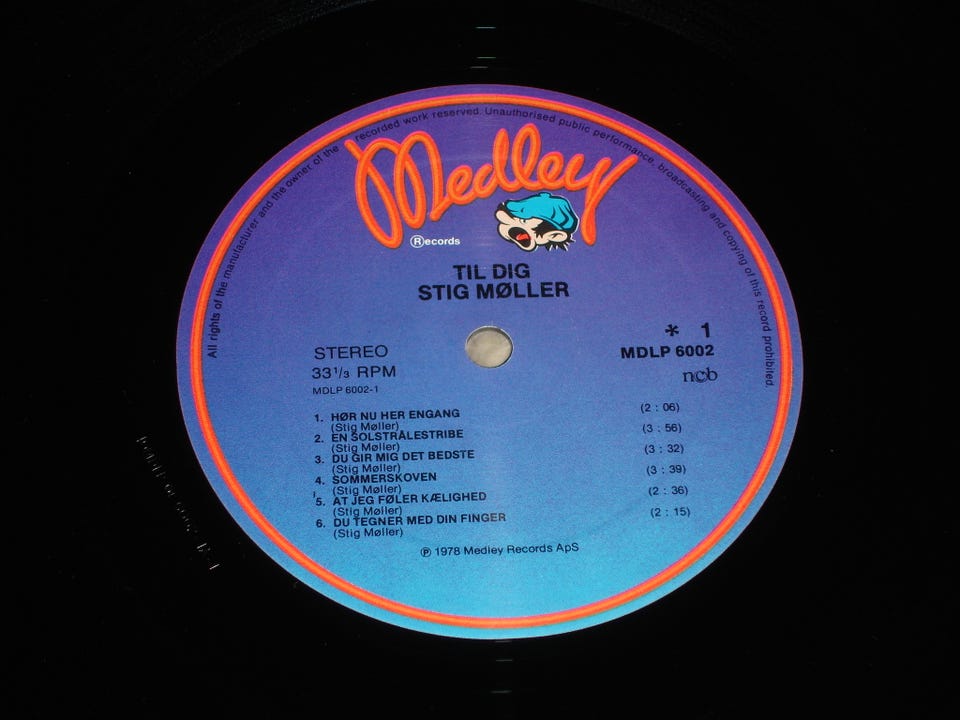 All rights of the manufacturer and the owner of the recorded work reserved. Unauthorised public performance, broadcasting and copying of this record prohibited.
Medley
Ⓡecords
TIL DIG
STIG MØLLER
STEREO
33 1/3 RPM
MDLP 6002-1
* 1
MDLP 6002
ncb
1. HØR NU HER ENGANG (2 : 06)
(Stig Møller)
2. EN SOLSTRÅLESTRIBE (3 : 56)
(Stig Møller)
3. DU GIR MIG DET BEDSTE (3 : 32)
(Stig Møller)
4. SOMMERSKOVEN (3 : 39)
(Stig Møller)
5. AT JEG FØLER KÆLIGHED (2 : 36)
(Stig Møller)
6. DU TEGNER MED DIN FINGER (2 : 15)
(Stig Møller)
℗ 1978 Medley Records ApS